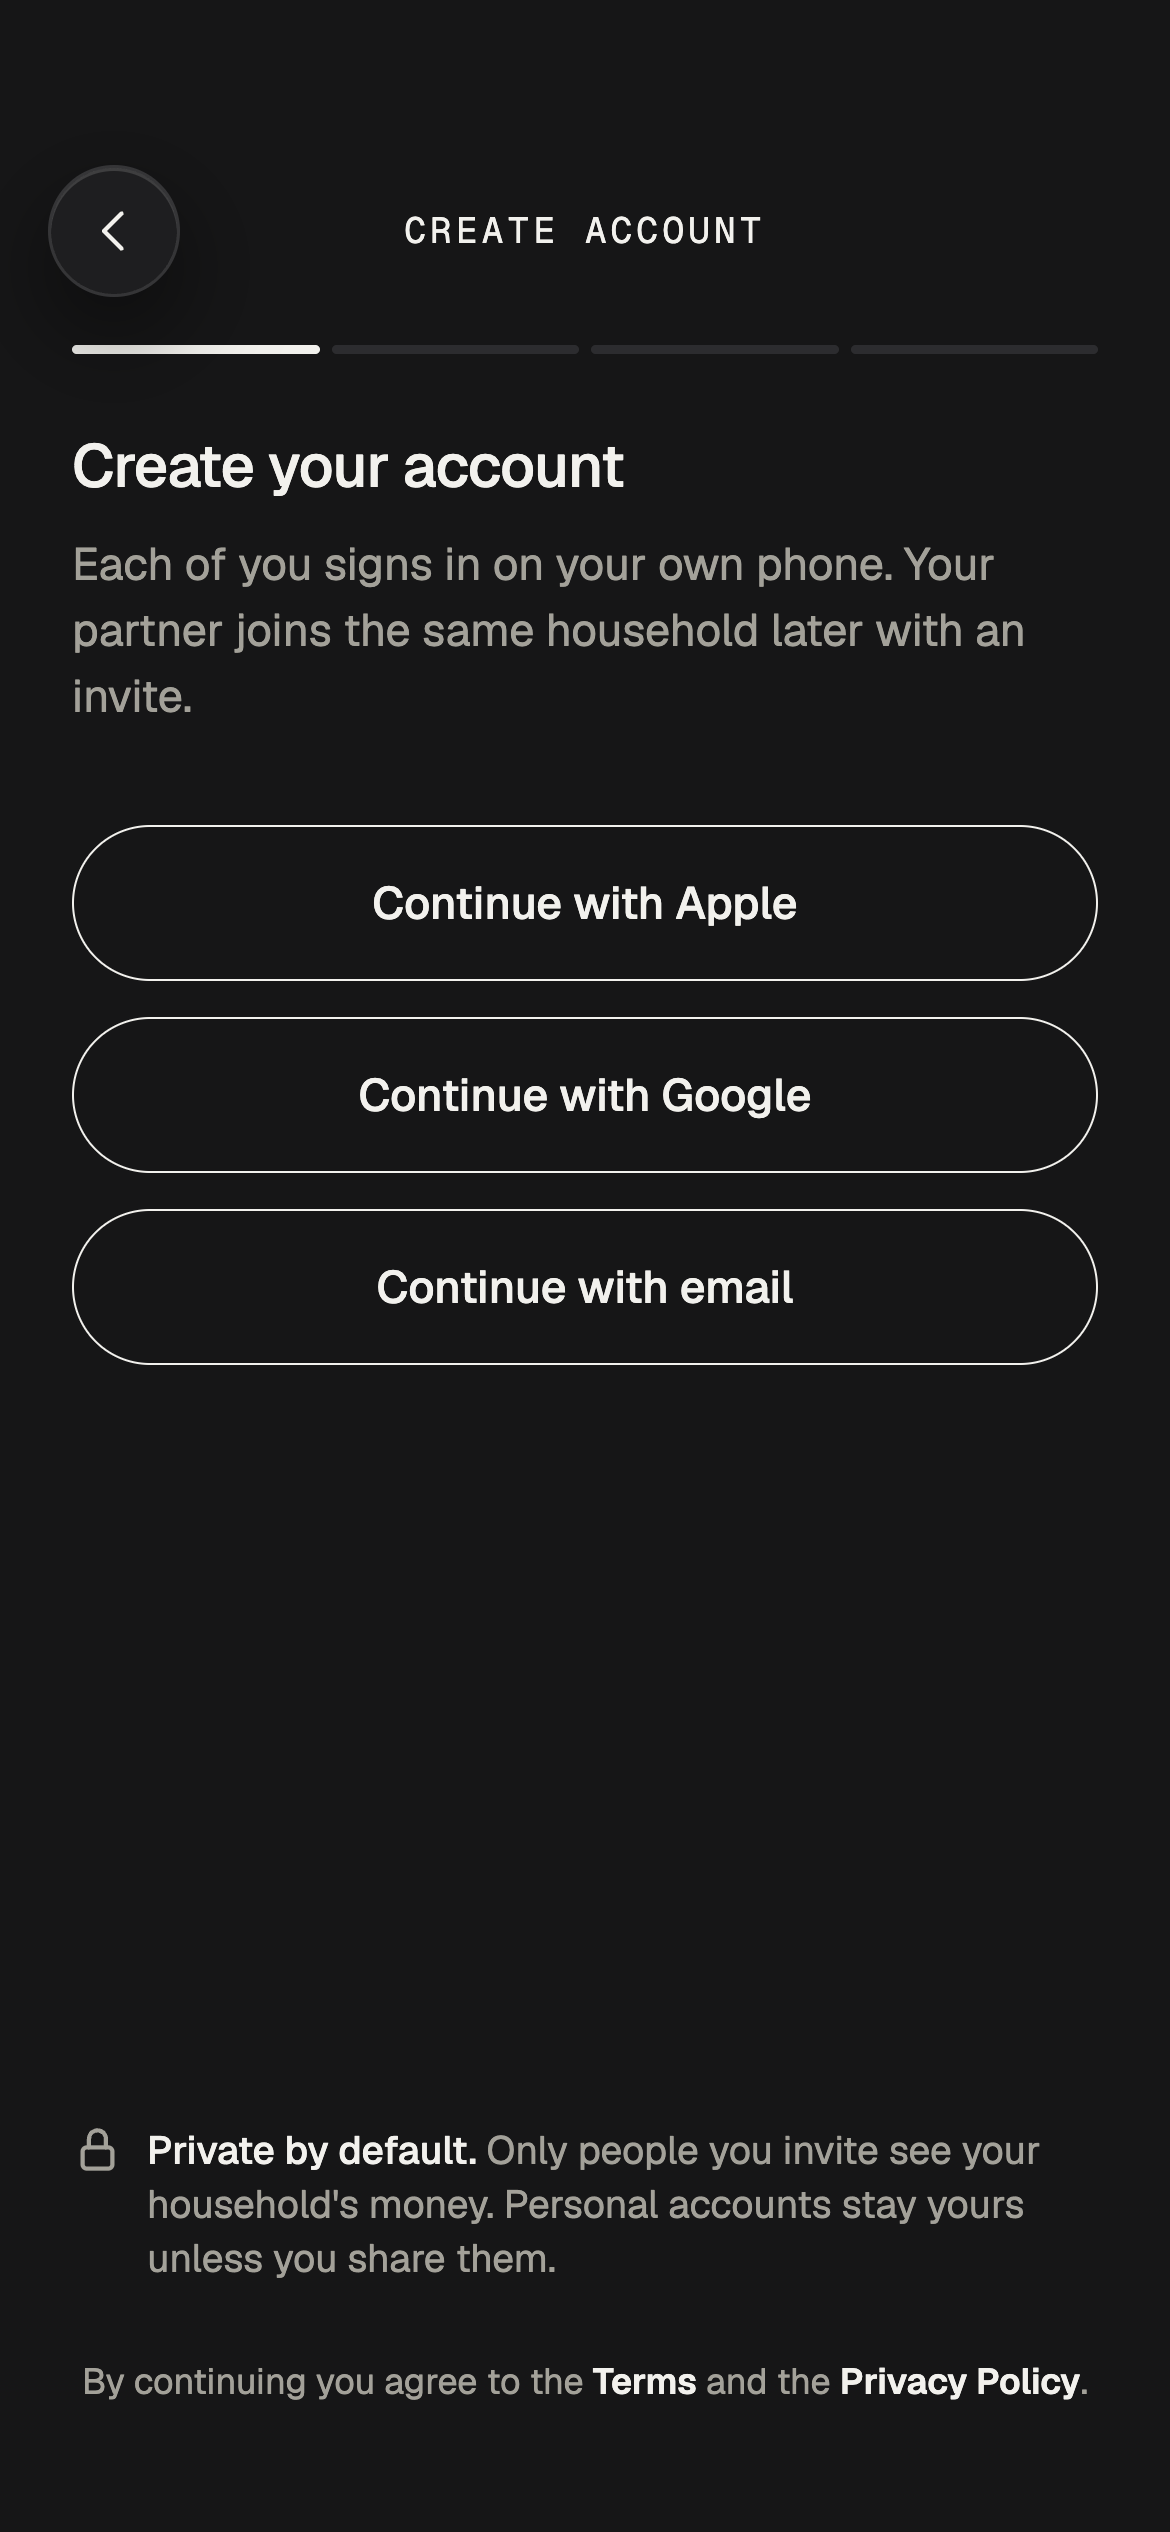 CREATE ACCOUNT
Create your account
Each of you signs in on your own phone. Your
partner joins the same household later with an
invite.
Continue with Apple
Continue with Google
Continue with email
Private by default. Only people you invite see your
household's money. Personal accounts stay yours
unless you share them.
By continuing you agree to the Terms and the Privacy Policy.